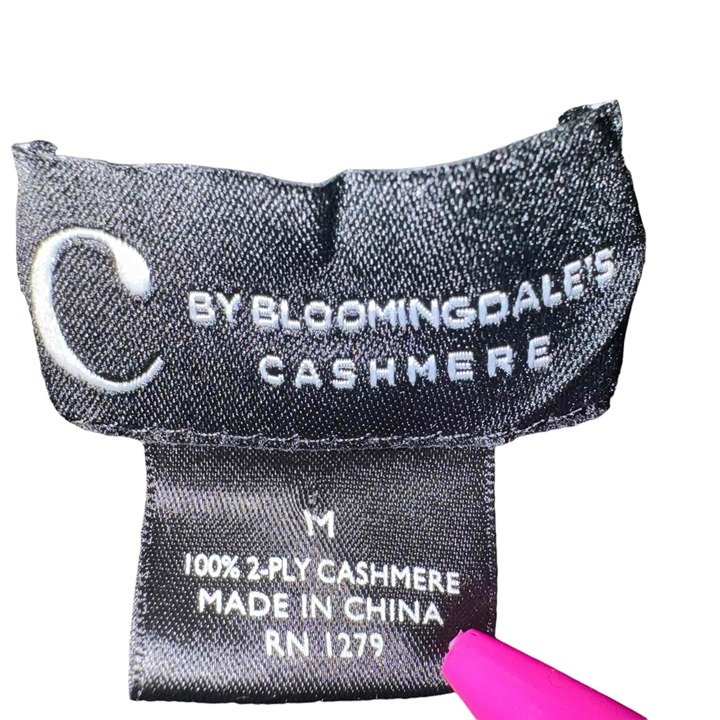 C BY BLOOMINGDALE'S
CASHMERE
M
100% 2-PLY CASHMERE
MADE IN CHINA
RN 1279